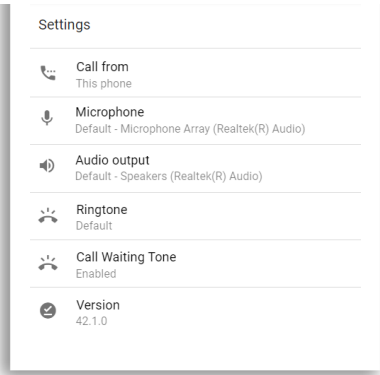 Settings
Call from
This phone
Microphone
Default - Microphone Array (Realtek(R) Audio)
Audio output
Default - Speakers (Realtek(R) Audio)
Ringtone
Default
Call Waiting Tone
Enabled
Version
42.1.0